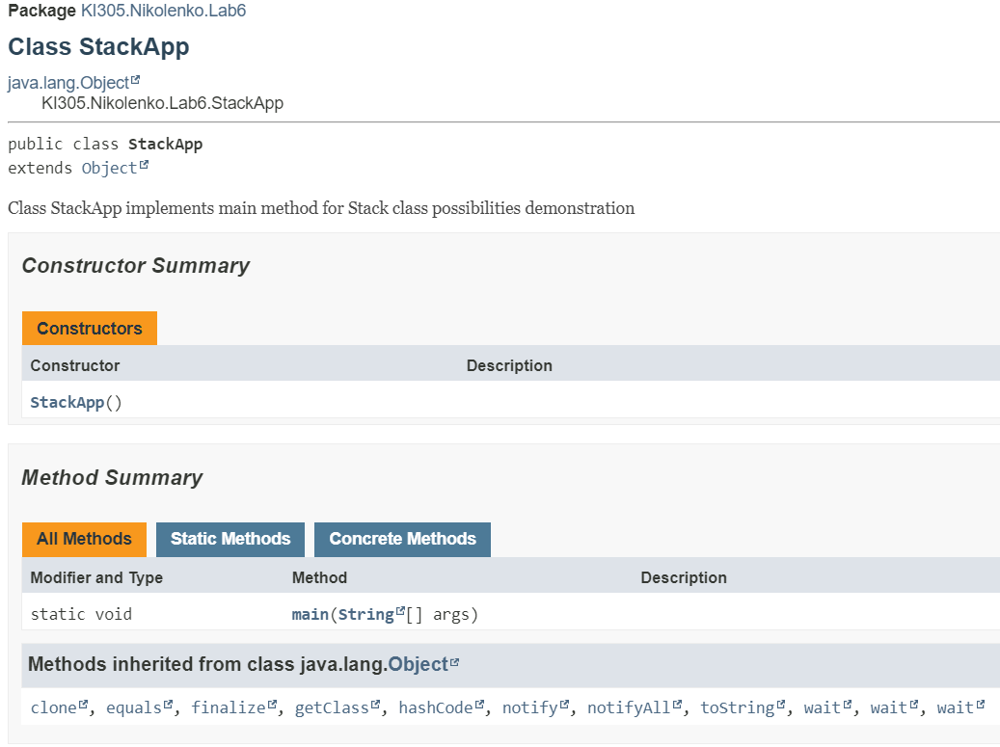 Package KI305.Nikolenko.Lab6
Class StackApp
java.lang.Object
KI305.Nikolenko.Lab6.StackApp
public class StackApp
extends Object
Class StackApp implements main method for Stack class possibilities demonstration
Constructor Summary
Constructors
Constructor Description
StackApp()
Method Summary
All Methods Static Methods Concrete Methods
Modifier and Type Method Description
static void main(String[] args)
Methods inherited from class java.lang.Object
clone, equals, finalize, getClass, hashCode, notify, notifyAll, toString, wait, wait, wait